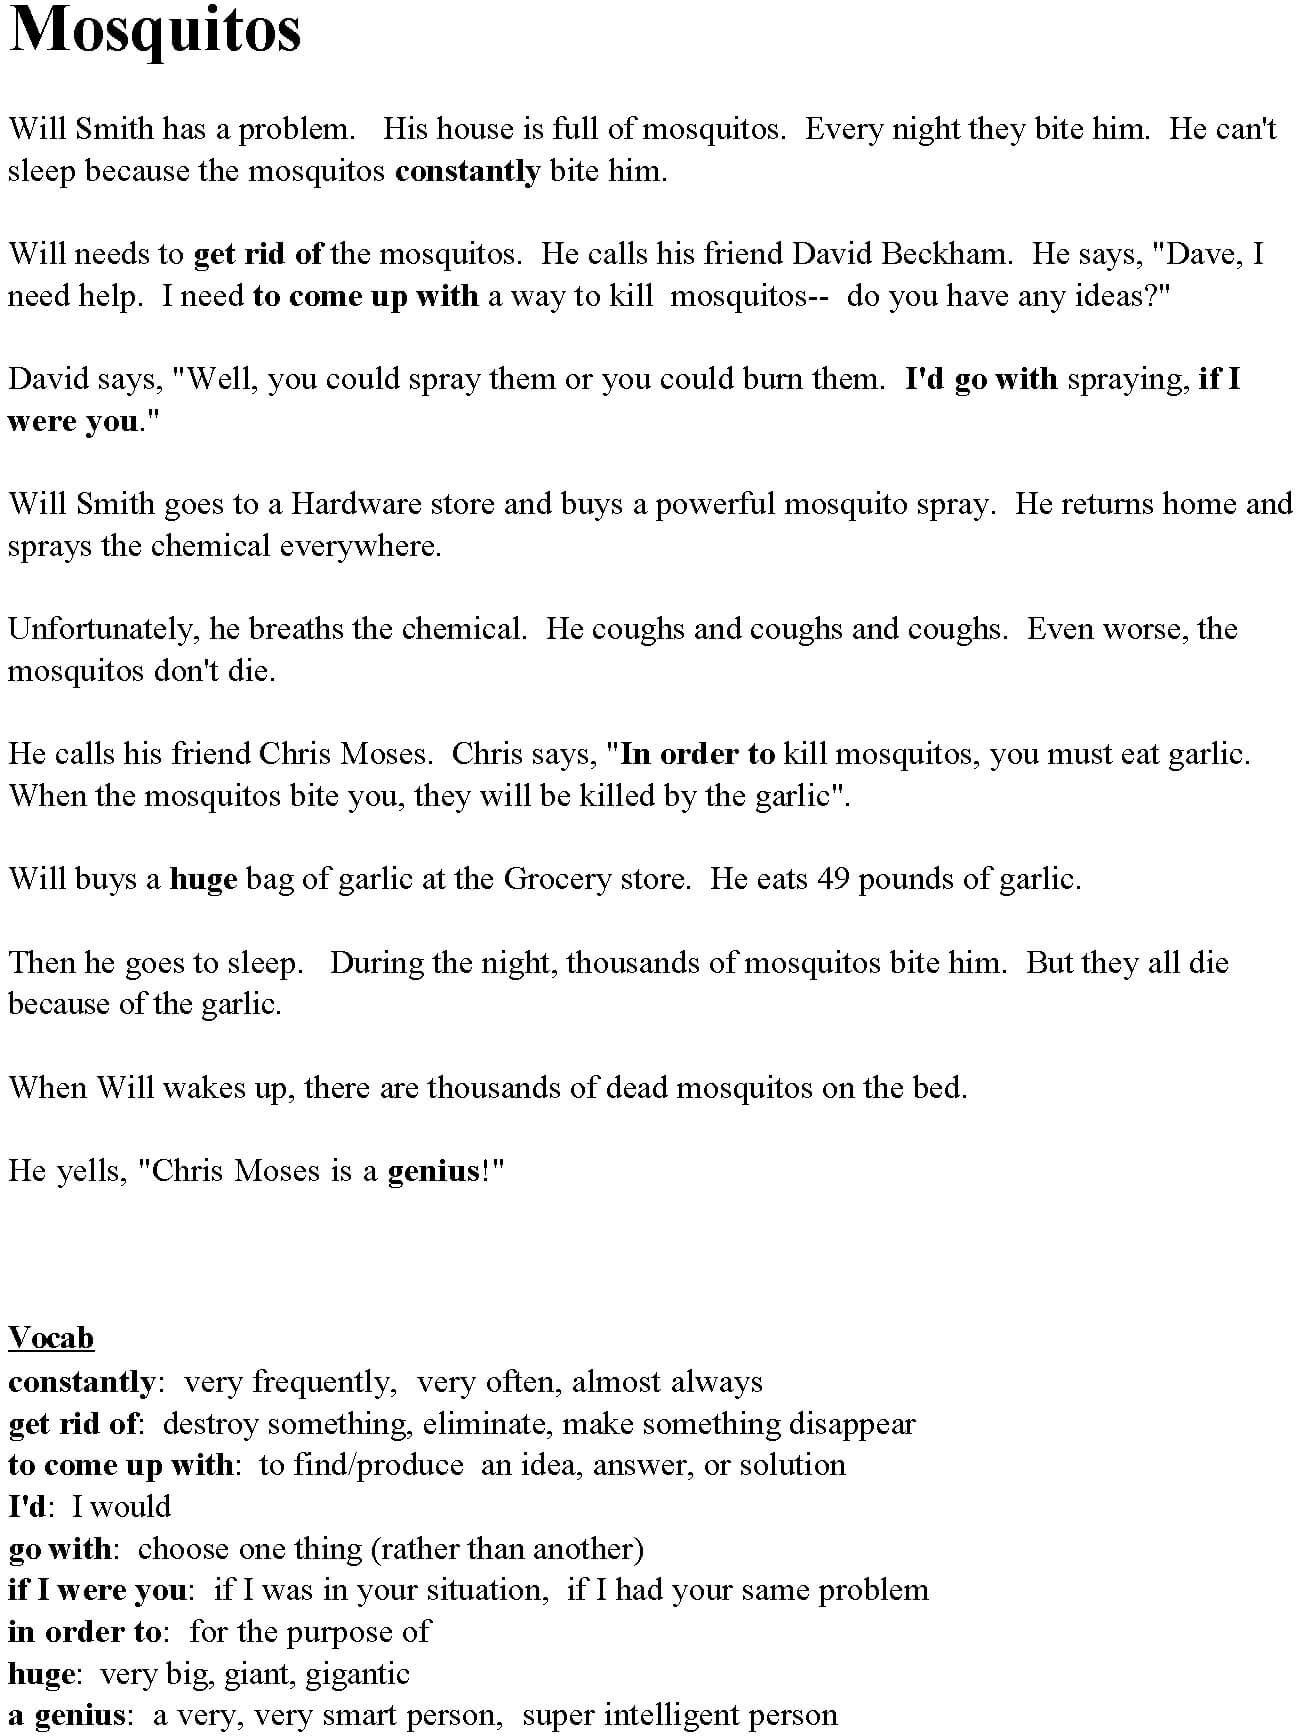 Mosquitos
Will Smith has a problem.   His house is full of mosquitos.  Every night they bite him.  He can't
sleep because the mosquitos constantly bite him.
Will needs to get rid of the mosquitos.  He calls his friend David Beckham.  He says, "Dave, I
need help.  I need to come up with a way to kill  mosquitos--  do you have any ideas?"
David says, "Well, you could spray them or you could burn them.  I'd go with spraying, if I
were you."
Will Smith goes to a Hardware store and buys a powerful mosquito spray.  He returns home and
sprays the chemical everywhere.
Unfortunately, he breaths the chemical.  He coughs and coughs and coughs.  Even worse, the
mosquitos don't die.
He calls his friend Chris Moses.  Chris says, "In order to kill mosquitos, you must eat garlic.
When the mosquitos bite you, they will be killed by the garlic".
Will buys a huge bag of garlic at the Grocery store.  He eats 49 pounds of garlic.
Then he goes to sleep.   During the night, thousands of mosquitos bite him.  But they all die
because of the garlic.
When Will wakes up, there are thousands of dead mosquitos on the bed.
He yells, "Chris Moses is a genius!"
Vocab
constantly:  very frequently,  very often, almost always
get rid of:  destroy something, eliminate, make something disappear
to come up with:  to find/produce  an idea, answer, or solution
I'd:  I would
go with:  choose one thing (rather than another)
if I were you:  if I was in your situation,  if I had your same problem
in order to:  for the purpose of
huge:  very big, giant, gigantic
a genius:  a very, very smart person,  super intelligent person